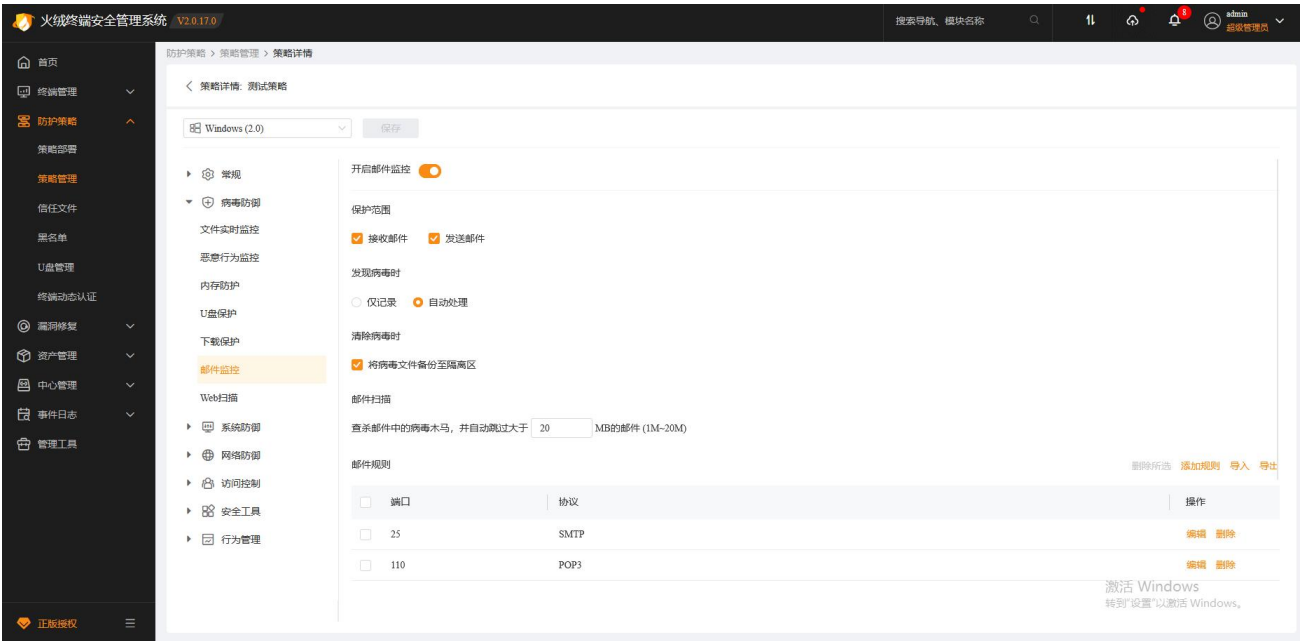 火绒终端安全管理系统 V2.0.17.0
搜索导航、模块名称
8
admin
超级管理员
首页
终端管理
防护策略
策略部署
策略管理
信任文件
黑名单
U盘管理
终端动态认证
漏洞修复
资产管理
中心管理
事件日志
管理工具
正版授权
防护策略 > 策略管理 > 策略详情
策略详情: 测试策略
Windows (2.0)
保存
常规
病毒防御
文件实时监控
恶意行为监控
内存防护
U盘保护
下载保护
邮件监控
Web扫描
系统防御
网络防御
访问控制
安全工具
行为管理
开启邮件监控
保护范围
接收邮件 发送邮件
发现病毒时
仅记录 自动处理
清除病毒时
将病毒文件备份至隔离区
邮件扫描
查杀邮件中的病毒木马，并自动跳过大于 20 MB的邮件 (1M~20M)
邮件规则 删除所选 添加规则 导入 导出
端口 协议 操作
25 SMTP 编辑 删除
110 POP3 编辑 删除
激活 Windows
转到"设置"以激活 Windows。